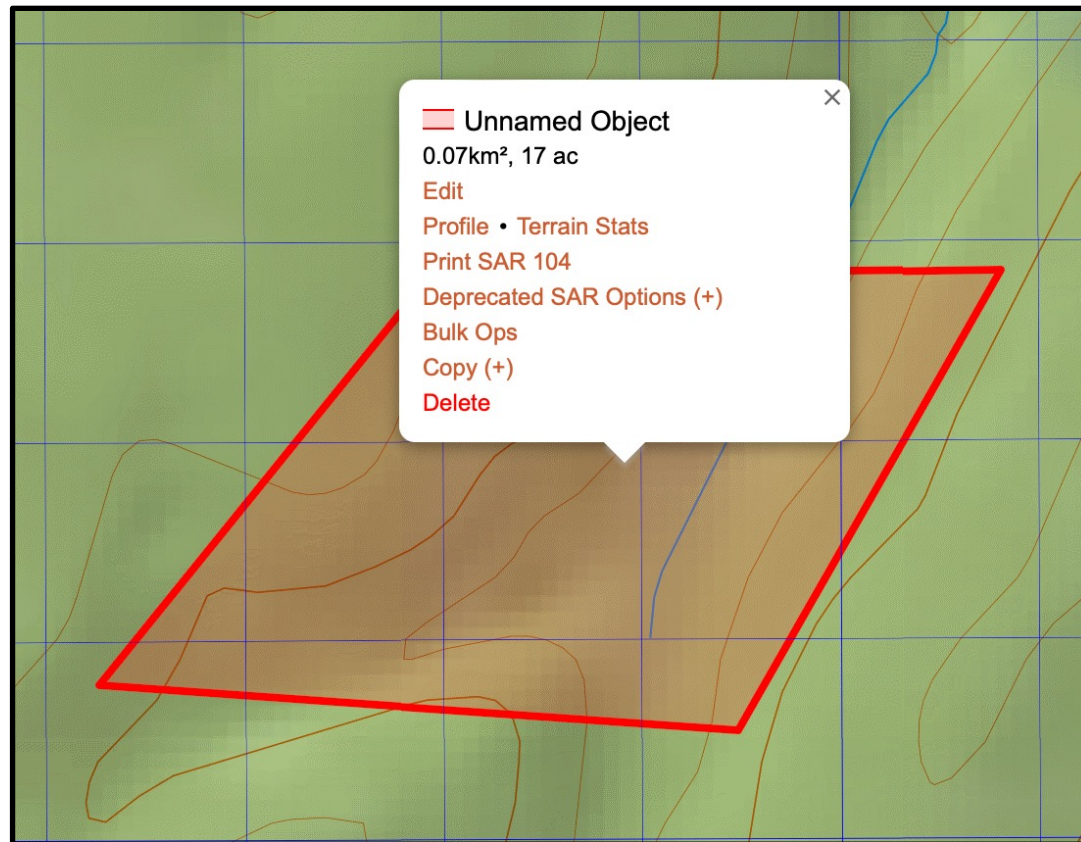 Unnamed Object
0.07km², 17 ac
Edit
Profile • Terrain Stats
Print SAR 104
Deprecated SAR Options (+)
Bulk Ops
Copy (+)
Delete